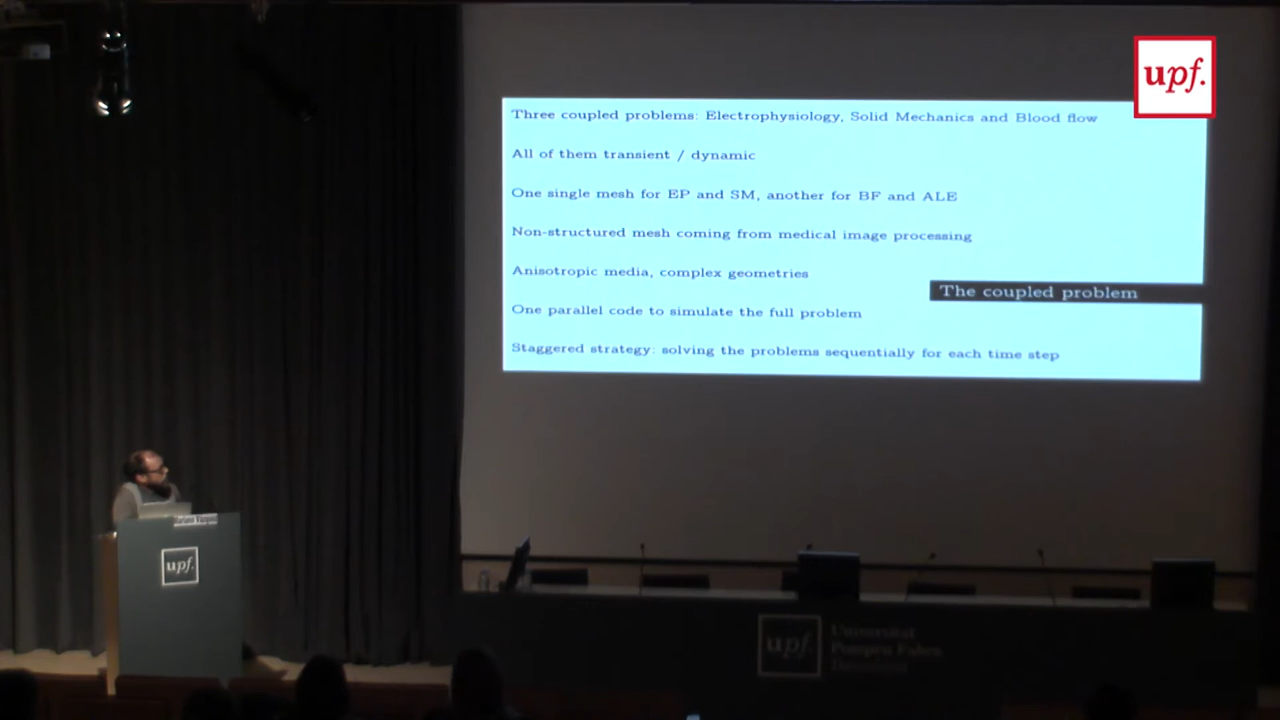 upf.
Three coupled problems: Electrophysiology, Solid Mechanics and Blood flow
All of them transient / dynamic
One single mesh for EP and SM, another for BF and ALE
Non-structured mesh coming from medical image processing
Anisotropic media, complex geometries
The coupled problem
One parallel code to simulate the full problem
Staggered strategy: solving the problems sequentially for each time step
upf.
upf.
Universitat
Pompeu Fabra
Barcelona